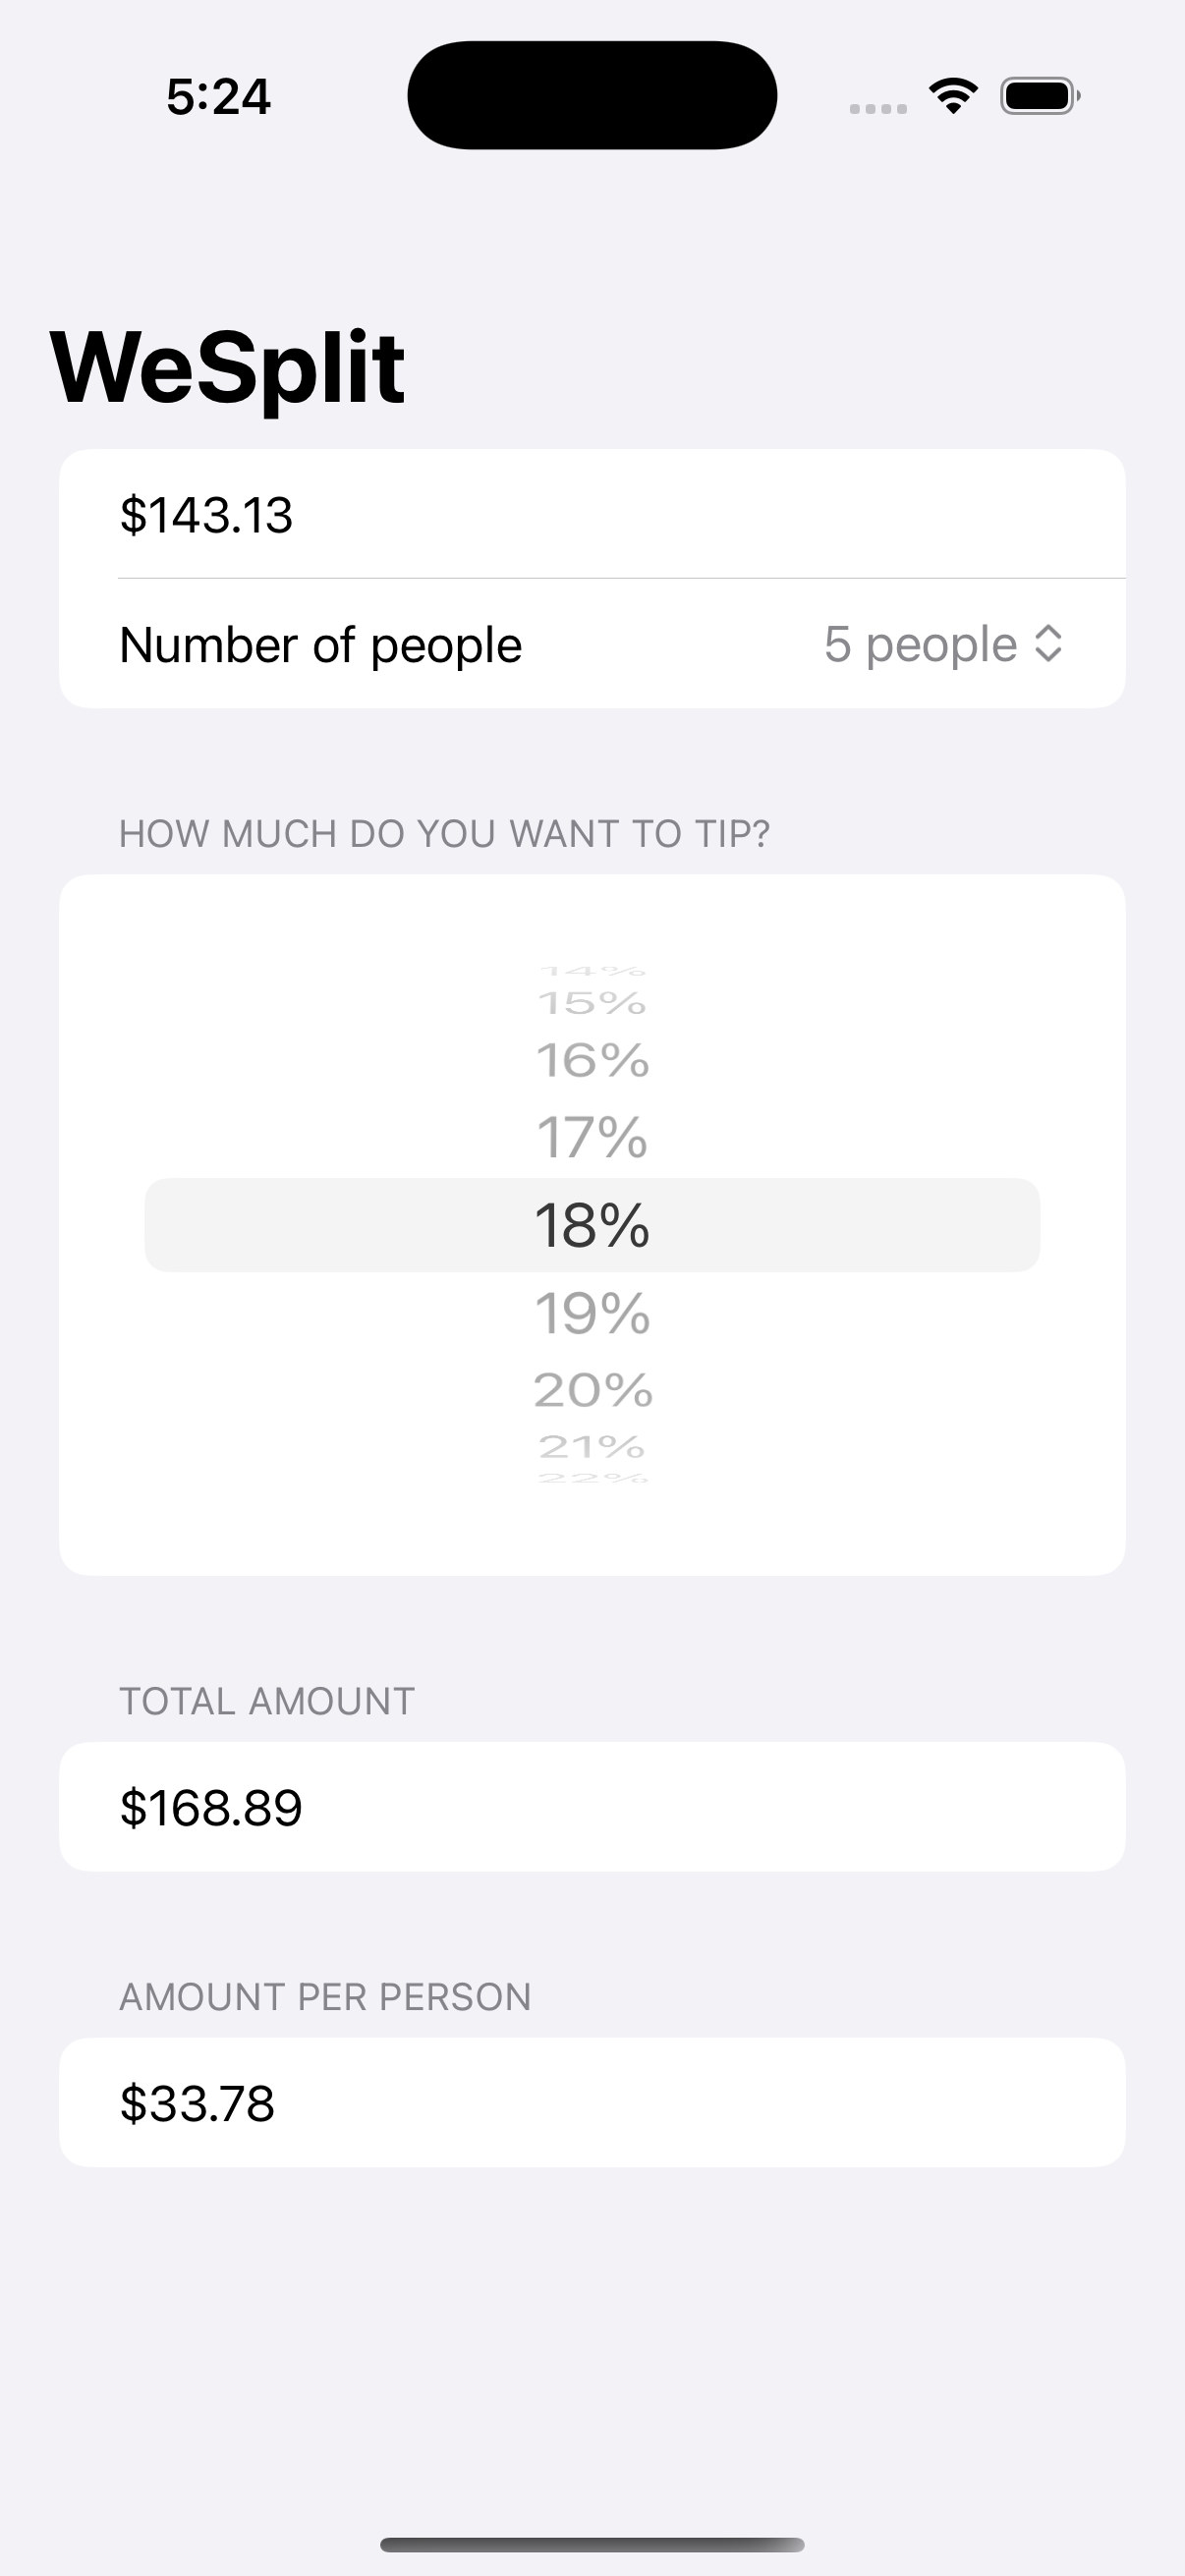 5:24
WeSplit
$143.13
Number of people 5 people
HOW MUCH DO YOU WANT TO TIP?
14%
15%
16%
17%
18%
19%
20%
21%
22%
TOTAL AMOUNT
$168.89
AMOUNT PER PERSON
$33.78